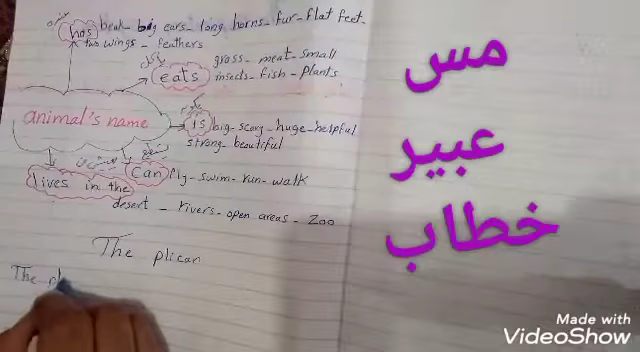 has beak - big ears - long horns - fur - flat feet -
two wings - feathers
eats grass - meat - small
insects - fish - plants
animal's name
is big - scary - huge - helpful
strong - beautiful
Can fly - swim - run - walk
lives in the
desert - rivers - open areas - Zoo
The plican
The pl
مس
عبير
خطاب
Made with
VideoShow